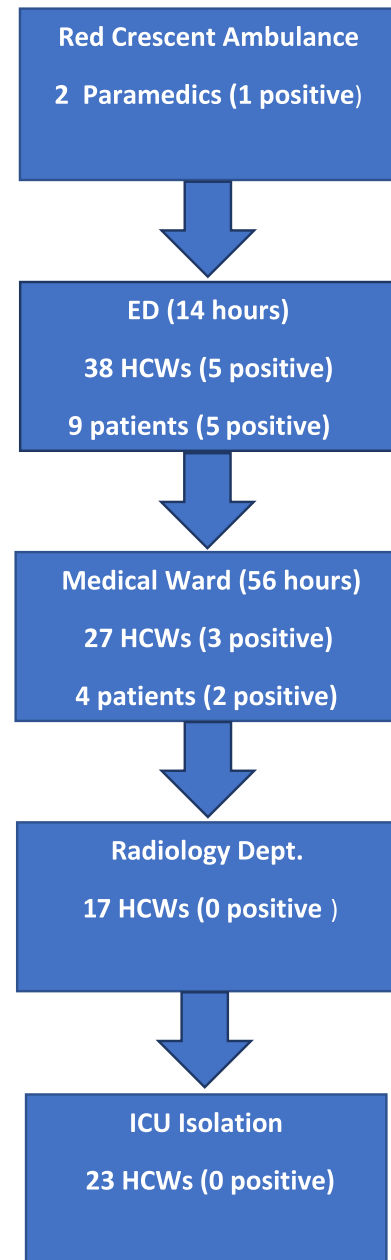 Red Crescent Ambulance
2 Paramedics (1 positive)
ED (14 hours)
38 HCWs (5 positive)
9 patients (5 positive)
Medical Ward (56 hours)
27 HCWs (3 positive)
4 patients (2 positive)
Radiology Dept.
17 HCWs (0 positive )
ICU Isolation
23 HCWs (0 positive)